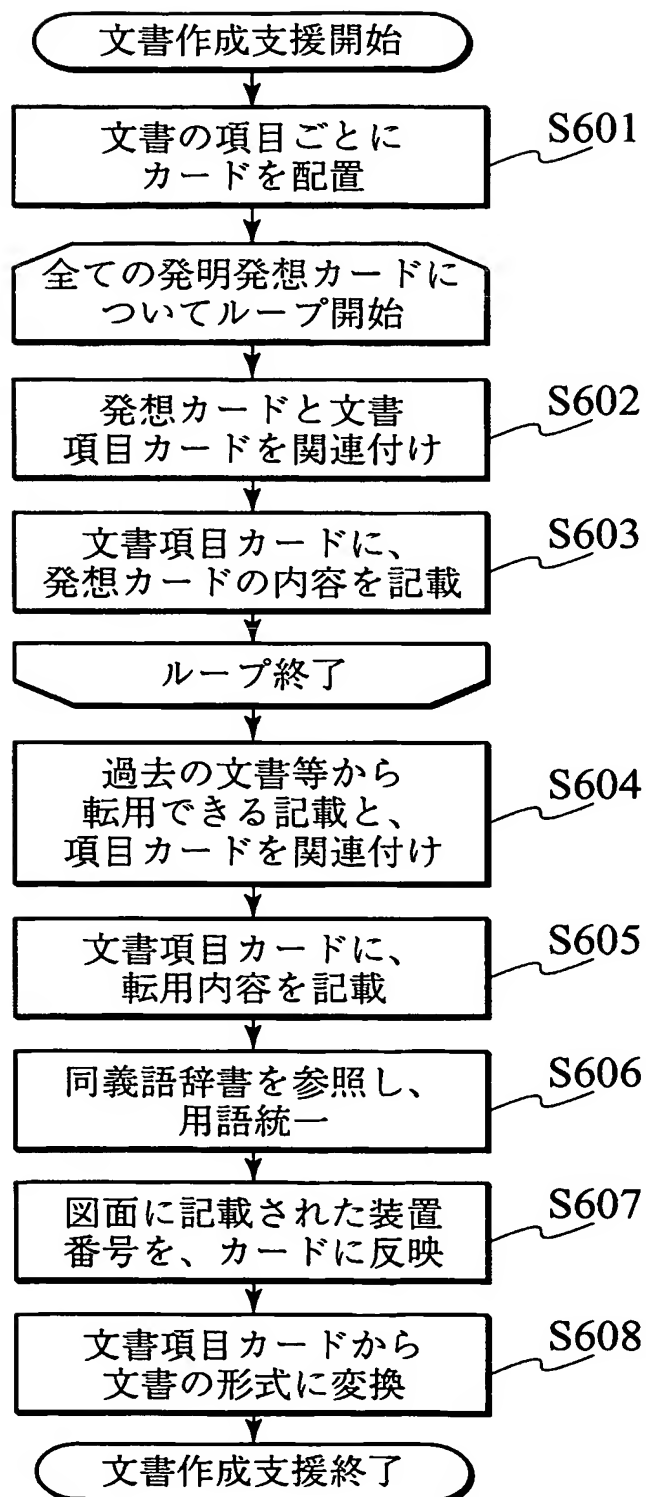 文書作成支援開始
文書の項目ごとに
カードを配置
S601
全ての発明発想カードに
ついてループ開始
発想カードと文書
項目カードを関連付け
S602
文書項目カードに、
発想カードの内容を記載
S603
ループ終了
過去の文書等から
転用できる記載と、
項目カードを関連付け
S604
文書項目カードに、
転用内容を記載
S605
同義語辞書を参照し、
用語統一
S606
図面に記載された装置
番号を、カードに反映
S607
文書項目カードから
文書の形式に変換
S608
文書作成支援終了